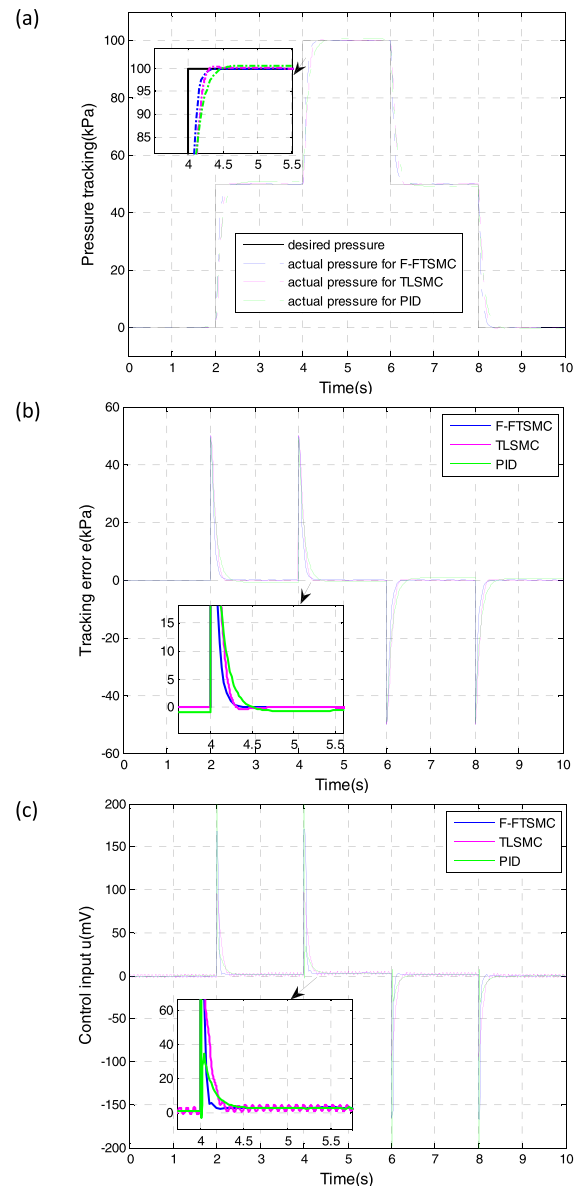 (a)
Pressure tracking(kPa)
100
80
60
40
20
0
100
95
90
85
4 4.5 5 5.5
desired pressure
actual pressure for F-FTSMC
actual pressure for TLSMC
actual pressure for PID
0 1 2 3 4 5 6 7 8 9 10
Time(s)
(b)
Tracking error e(kPa)
60
40
20
0
-20
-40
-60
F-FTSMC
TLSMC
PID
15
10
5
0
4 4.5 5 5.5
0 1 2 3 4 5 6 7 8 9 10
Time(s)
(c)
Control input u(mV)
200
150
100
50
0
-50
-100
-150
-200
F-FTSMC
TLSMC
PID
60
40
20
0
4 4.5 5 5.5
0 1 2 3 4 5 6 7 8 9 10
Time(s)